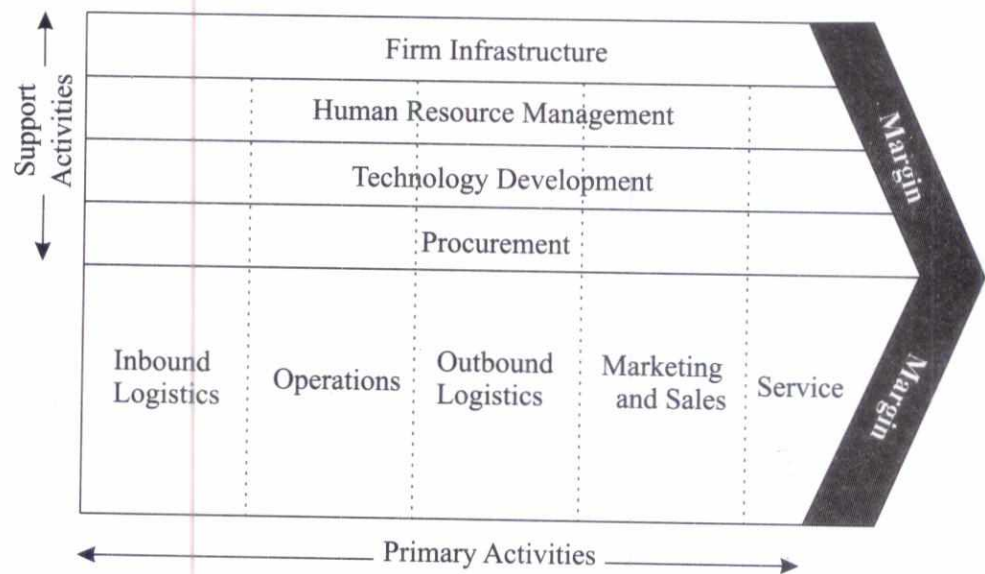 Support
Activities
Firm Infrastructure
Human Resource Management
Technology Development
Procurement
Inbound
Logistics
Operations
Outbound
Logistics
Marketing
and Sales
Service
Margin
Margin
Primary Activities